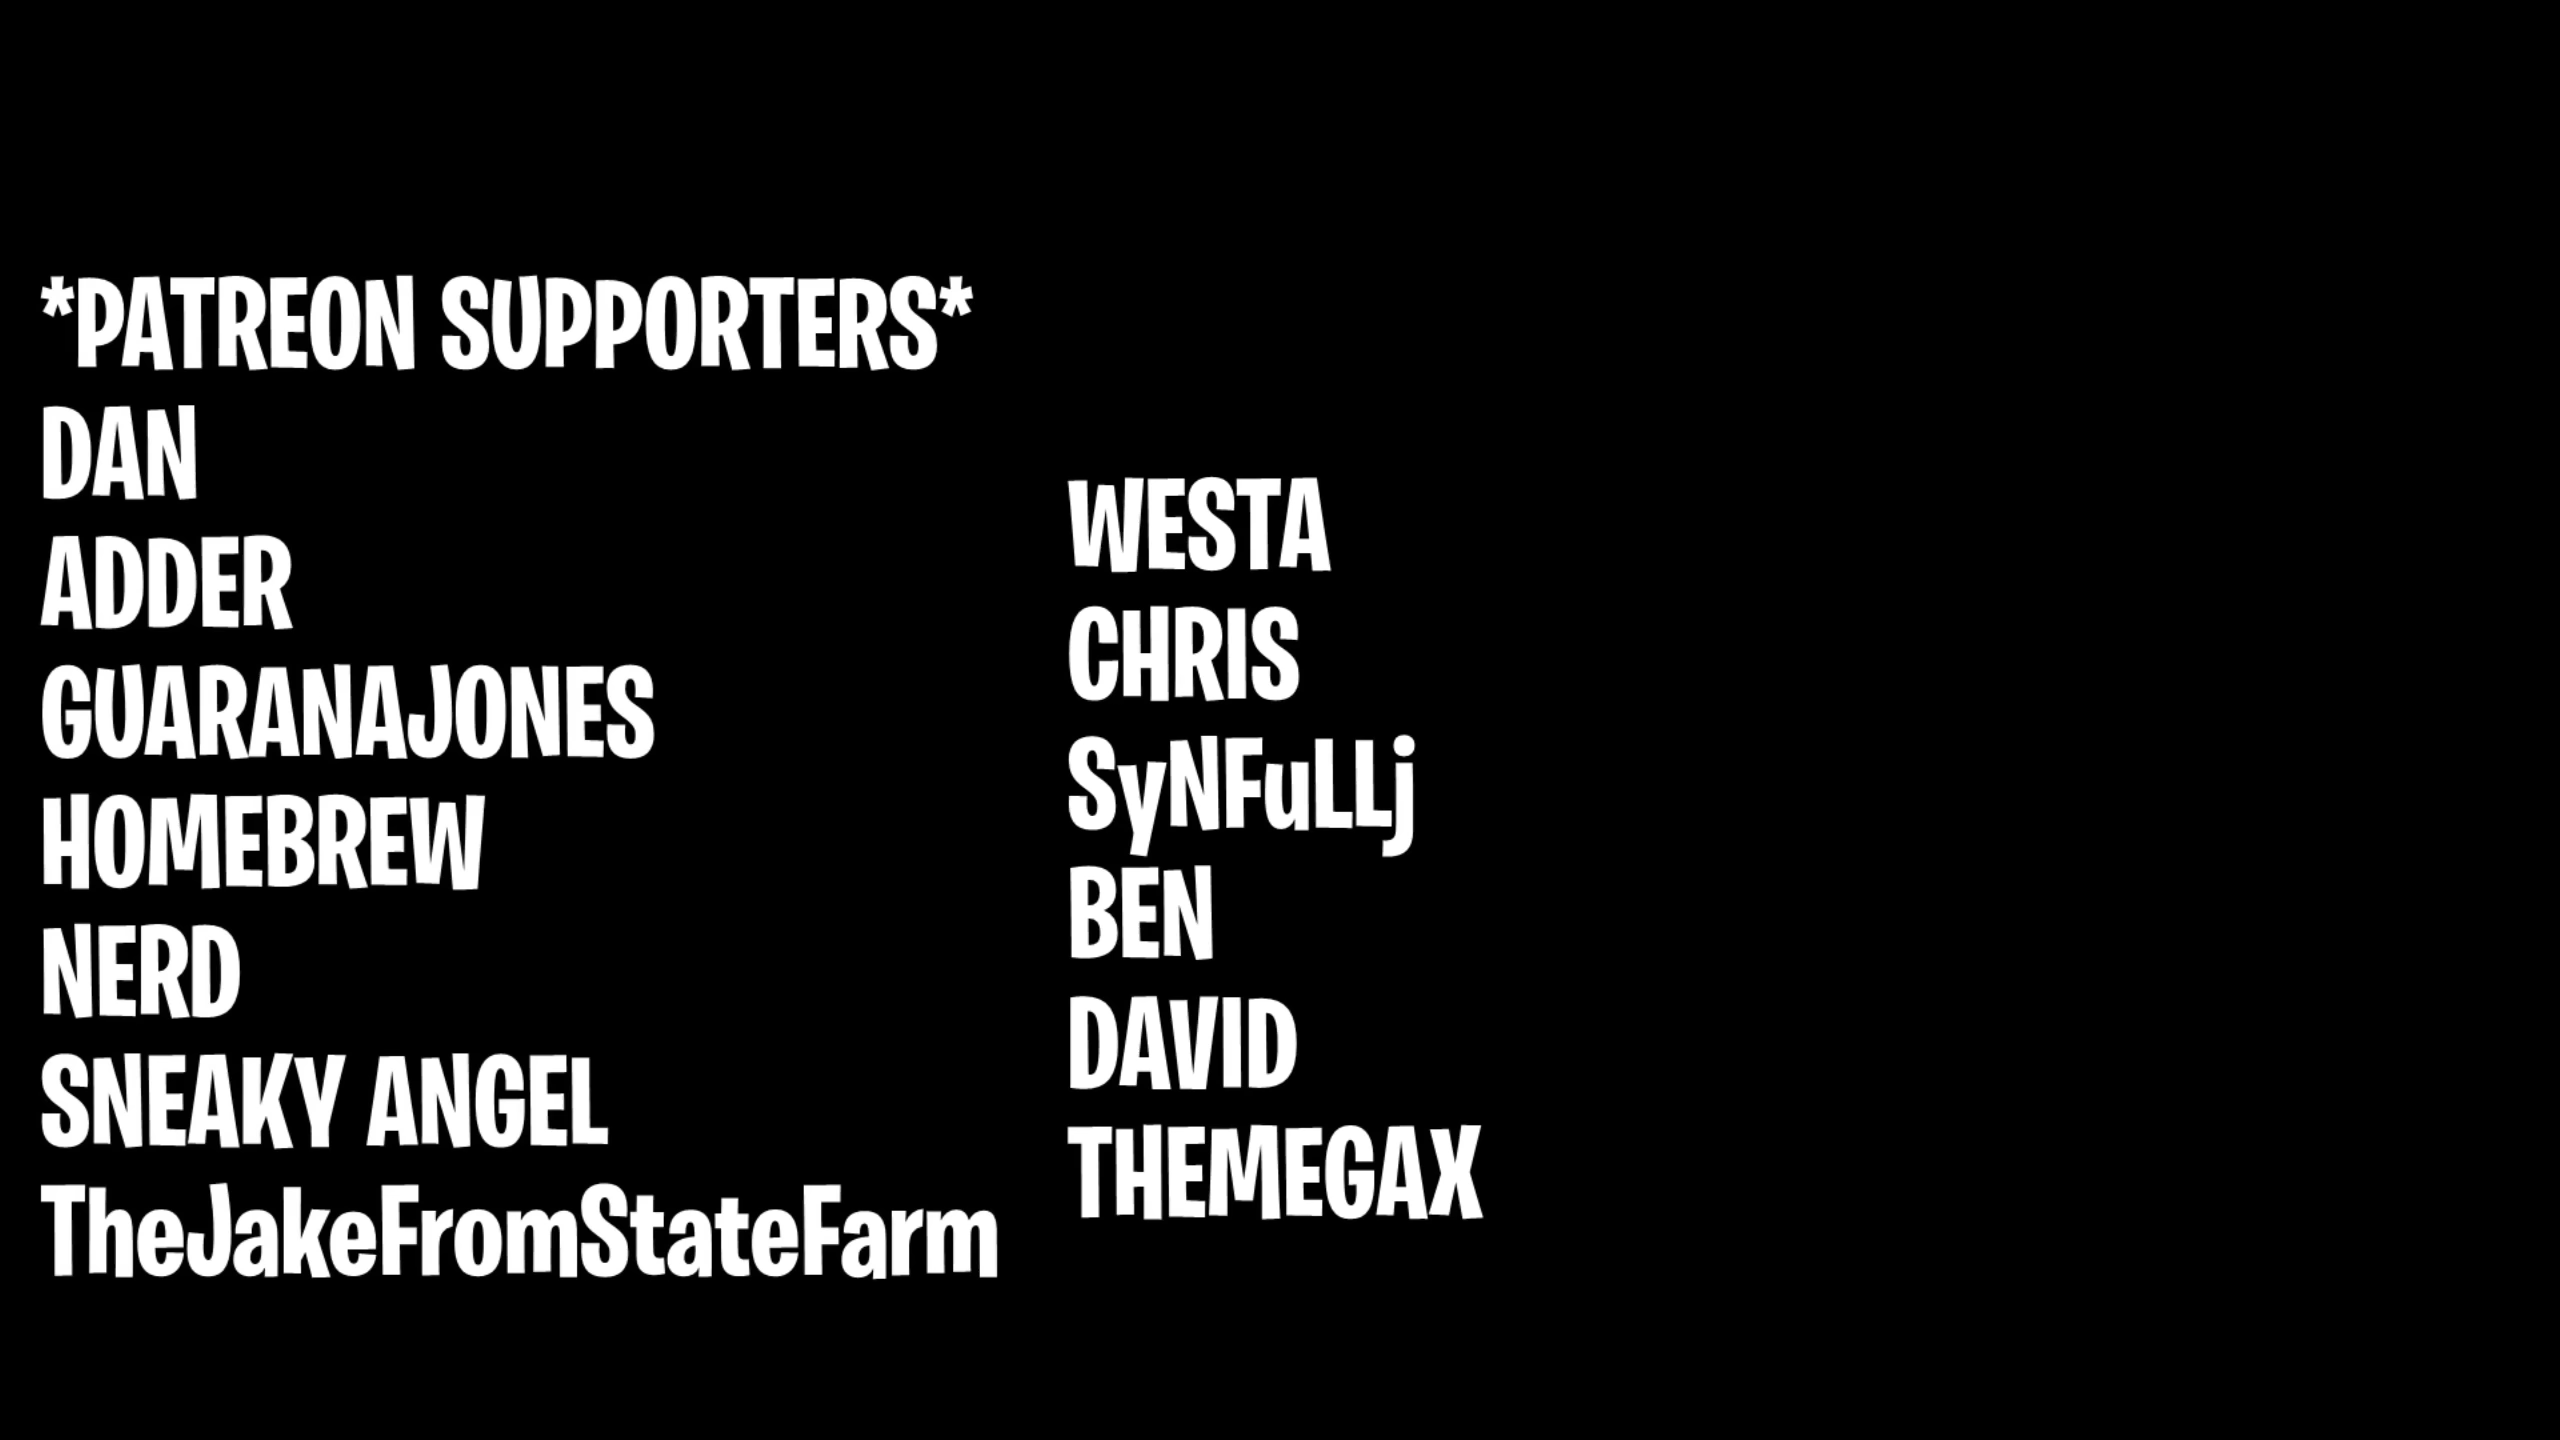 *PATREON SUPPORTERS*
DAN
ADDER
GUARANAJONES
HOMEBREW
NERD
SNEAKY ANGEL
TheJakeFromStateFarm
WESTA
CHRIS
SyNFuLLj
BEN
DAVID
THEMEGAX